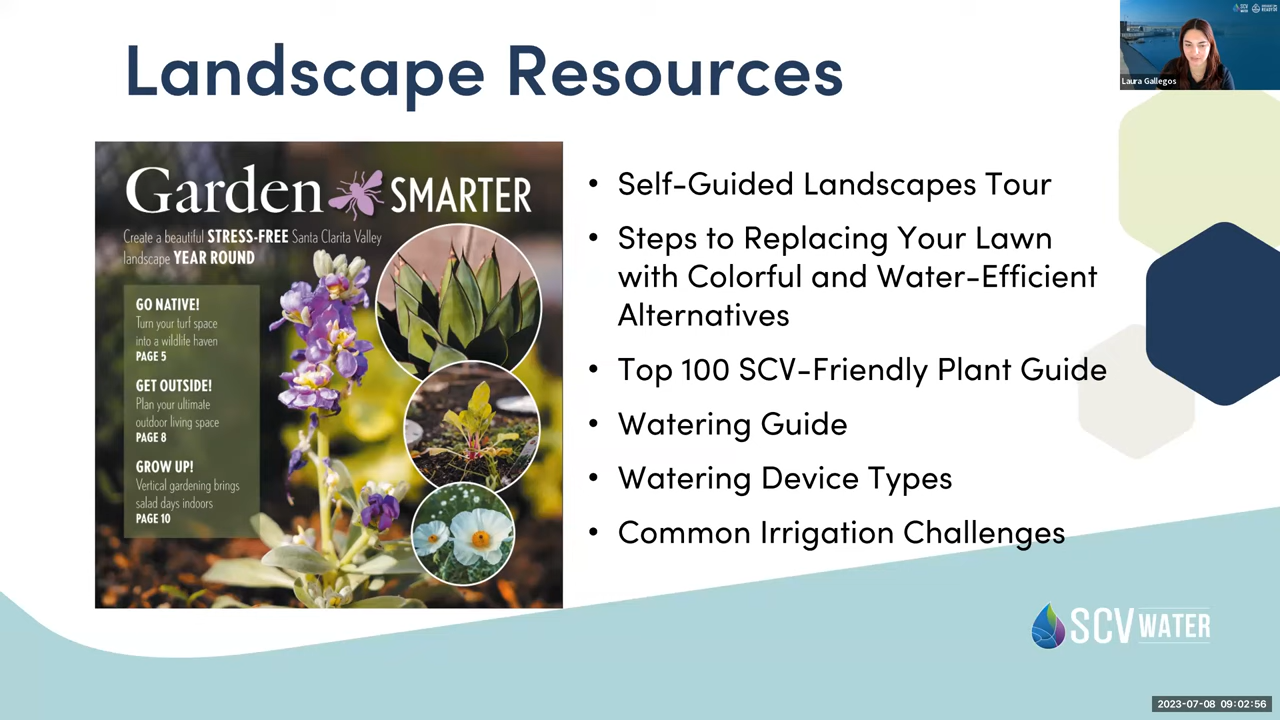 Landscape Resources
Laura Gallegos
Garden SMARTER
Create a beautiful STRESS-FREE Santa Clarita Valley
landscape YEAR ROUND
GO NATIVE!
Turn your turf space
into a wildlife haven
PAGE 5
GET OUTSIDE!
Plan your ultimate
outdoor living space
PAGE 8
GROW UP!
Vertical gardening brings
salad days indoors
PAGE 10
• Self-Guided Landscapes Tour
• Steps to Replacing Your Lawn
with Colorful and Water-Efficient
Alternatives
• Top 100 SCV-Friendly Plant Guide
• Watering Guide
• Watering Device Types
• Common Irrigation Challenges
SCV WATER
2023-07-08 09:02:56